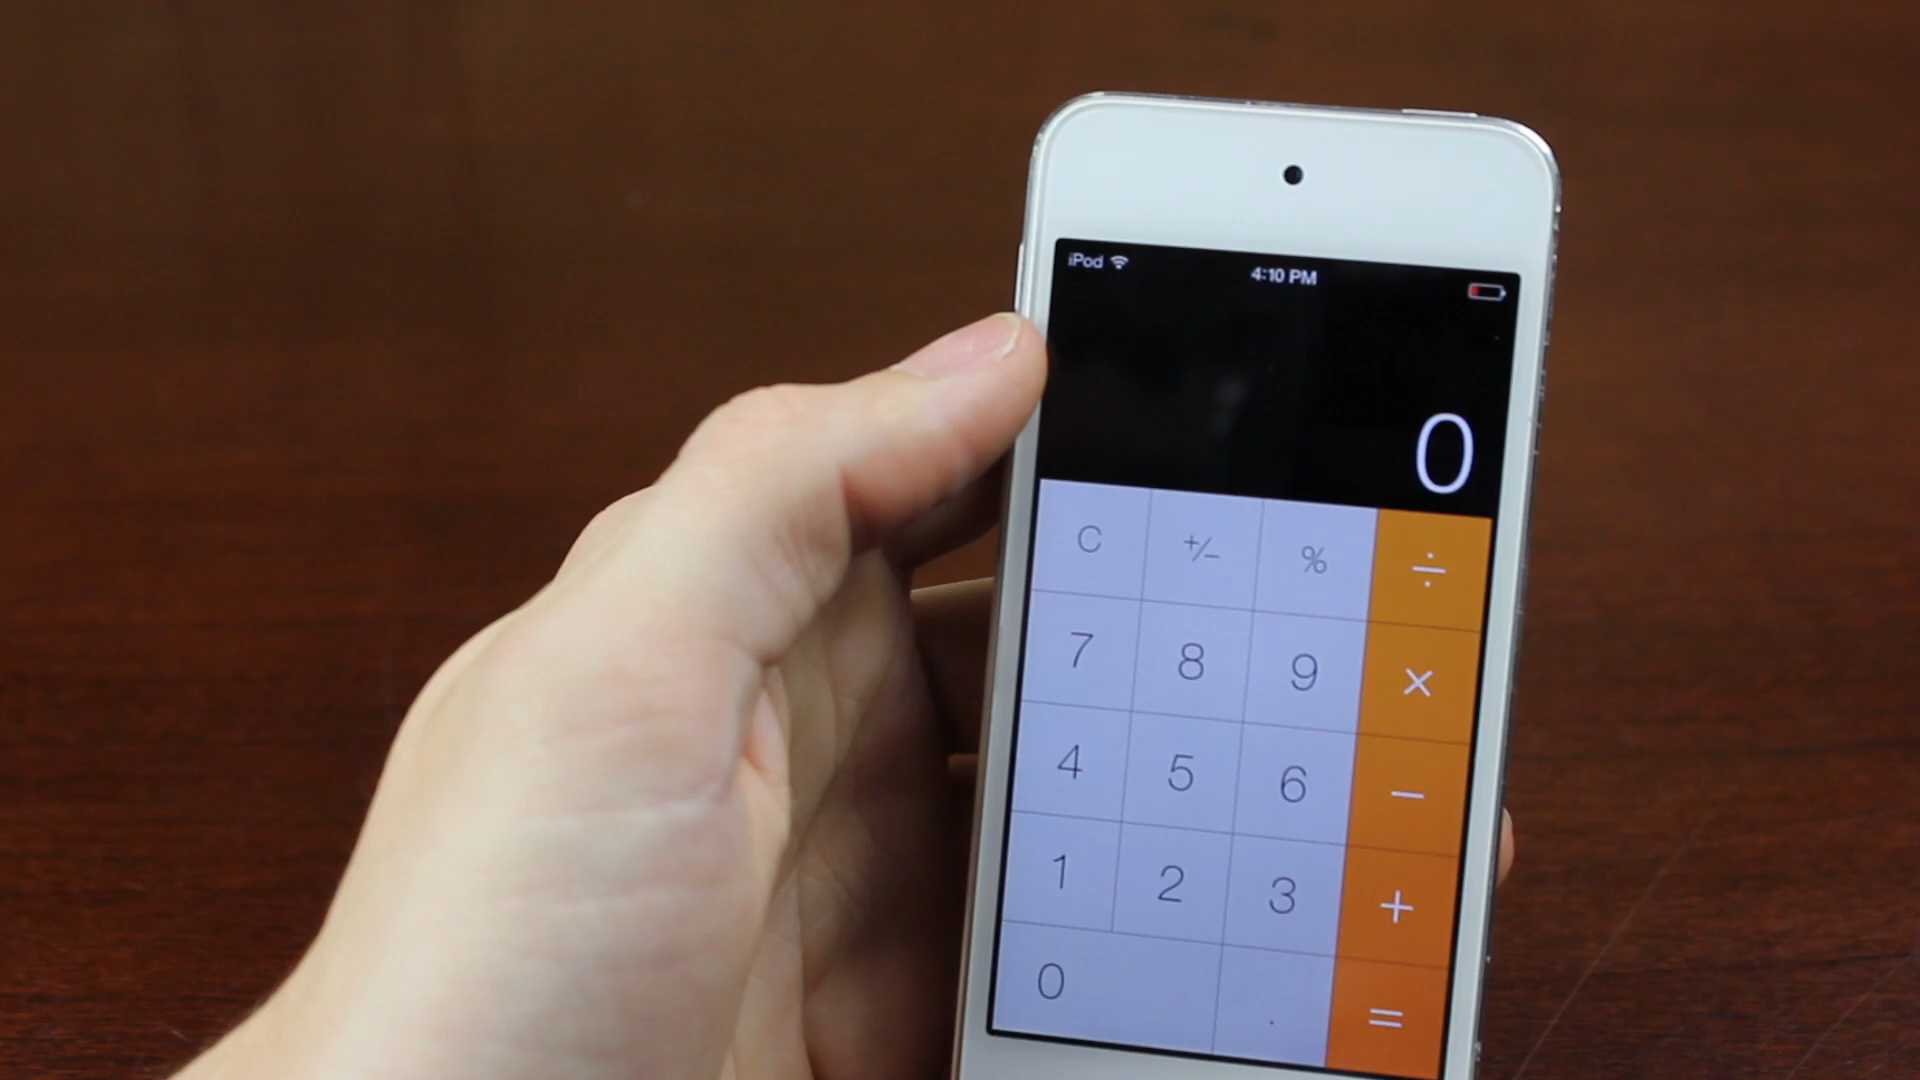 iPod 4:10 PM
0
C +/− % ÷
7 8 9 ×
4 5 6 −
1 2 3 +
0 . =